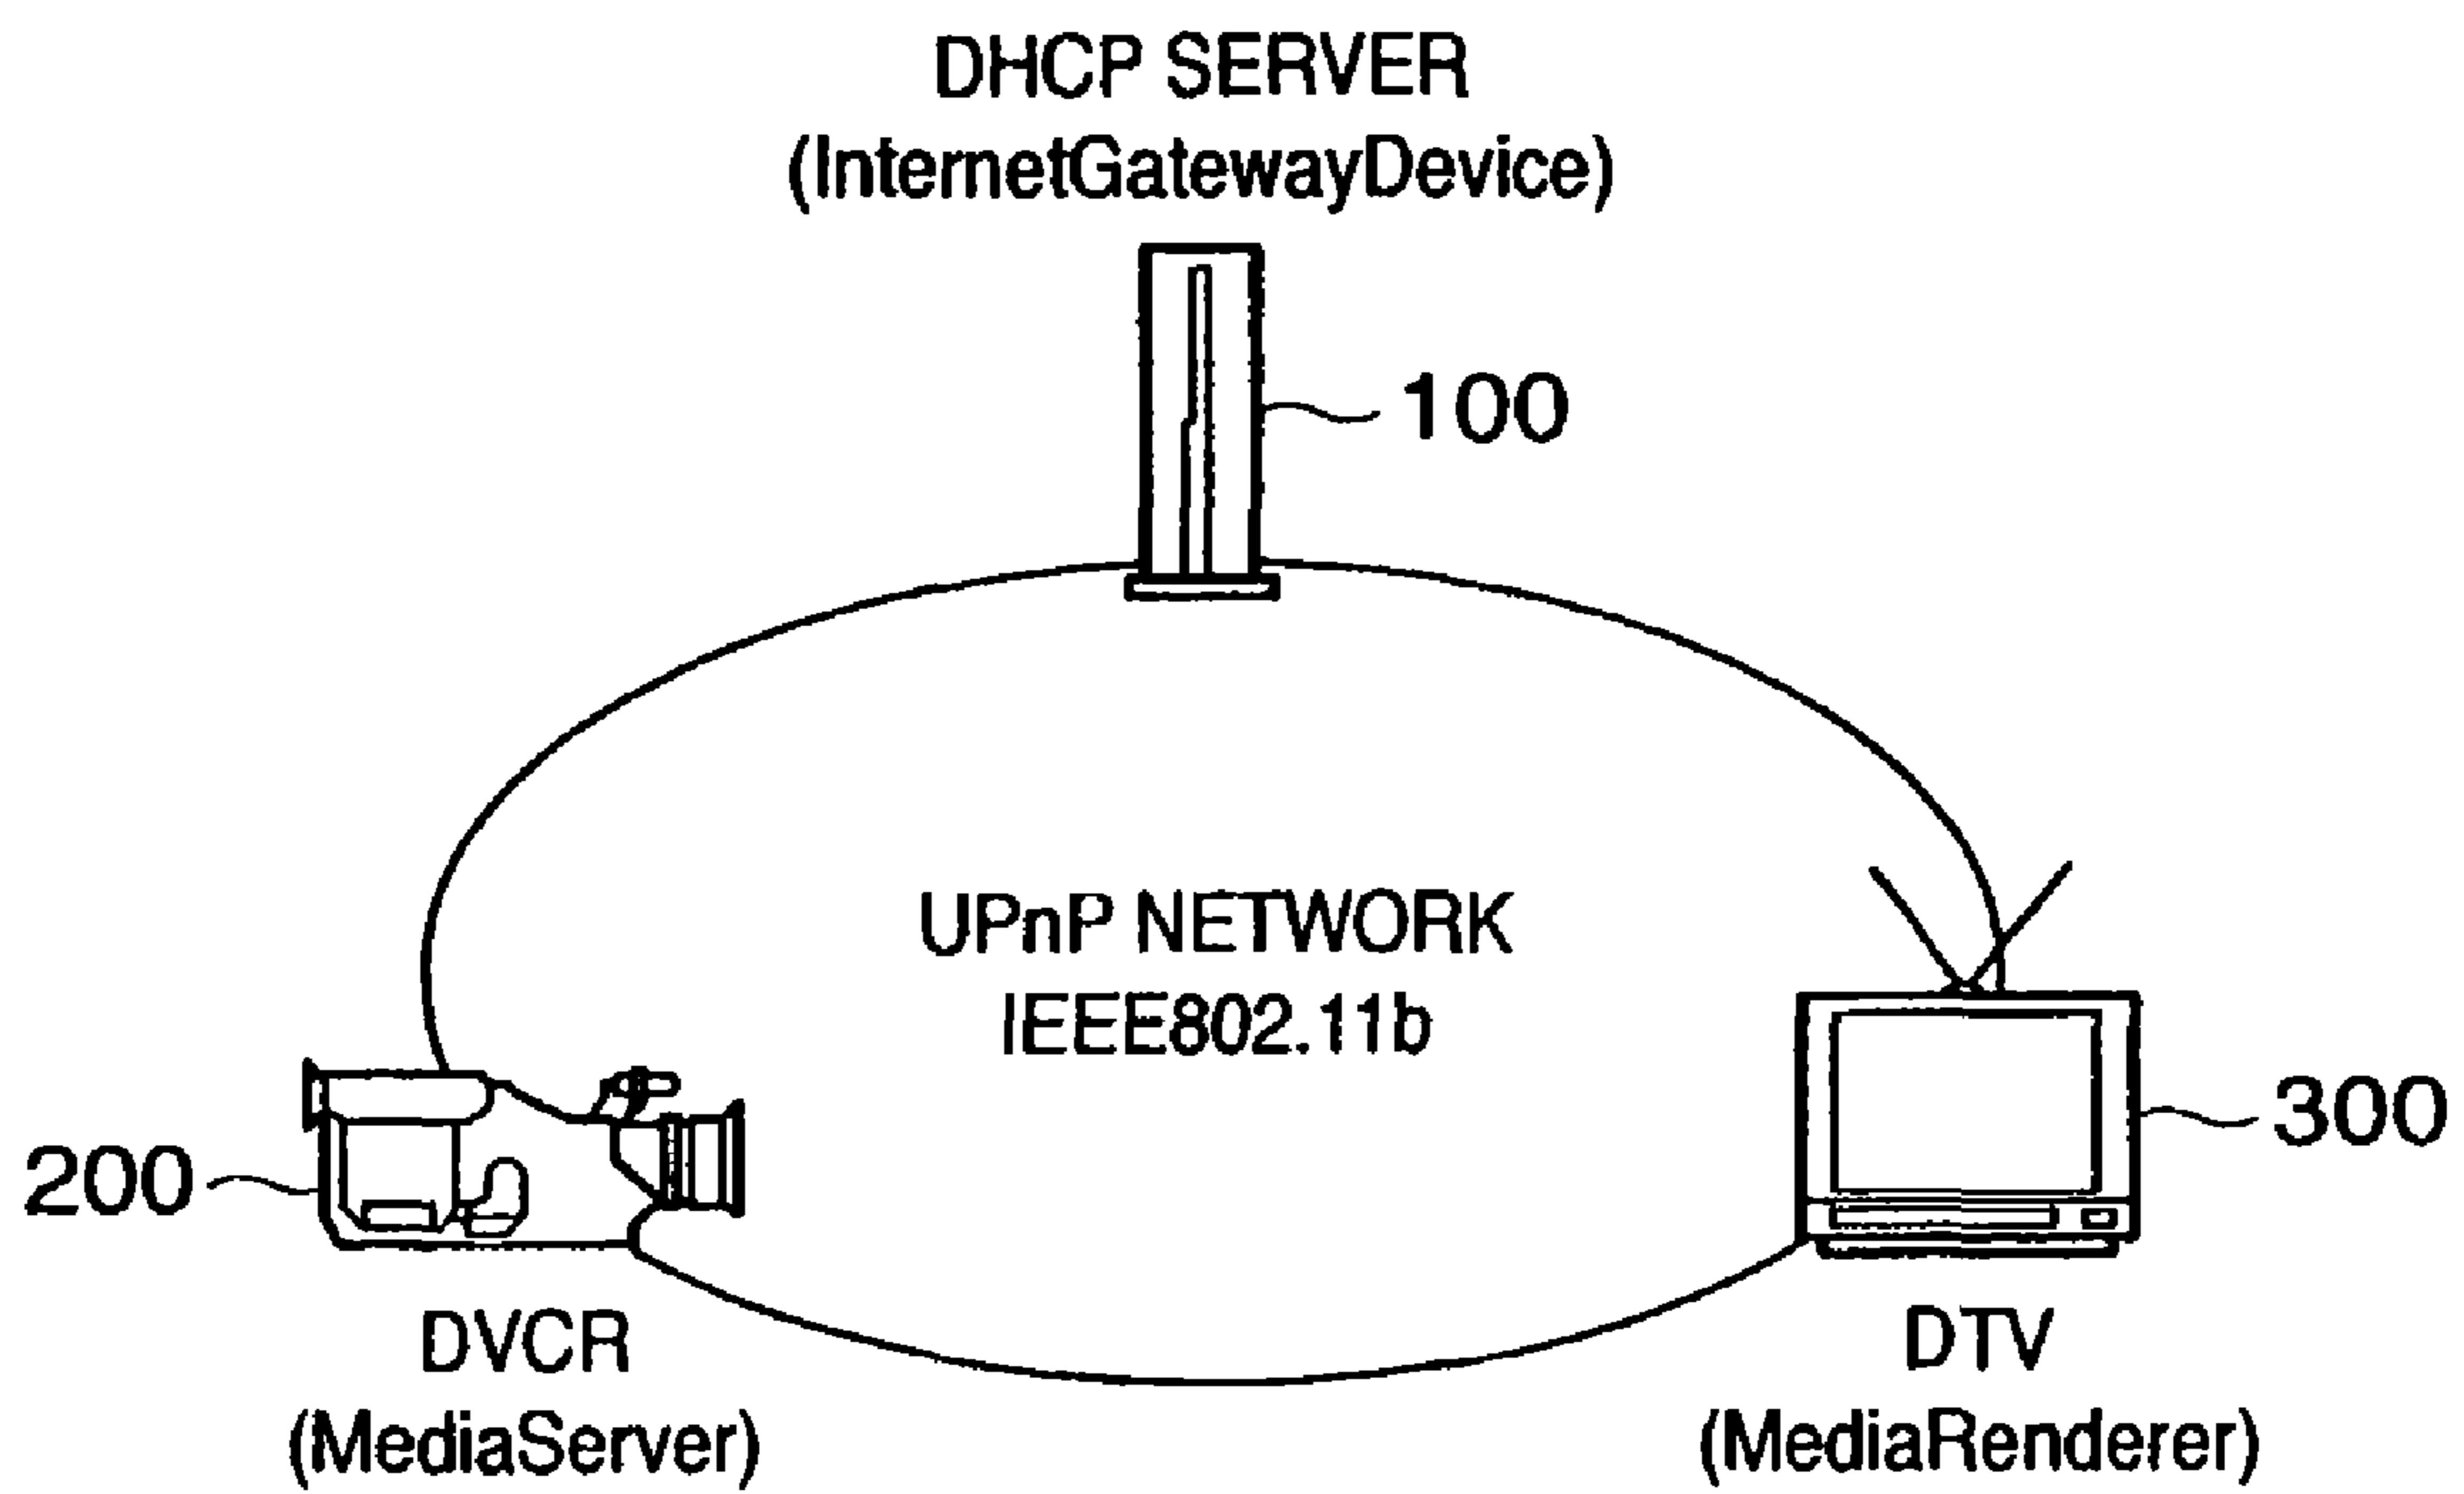 DHCP SERVER
(InternetGatewayDevice)
100
UPnP NETWORK
IEEE802.11b
200
300
DVCR
(MediaServer)
DTV
(MediaRenderer)